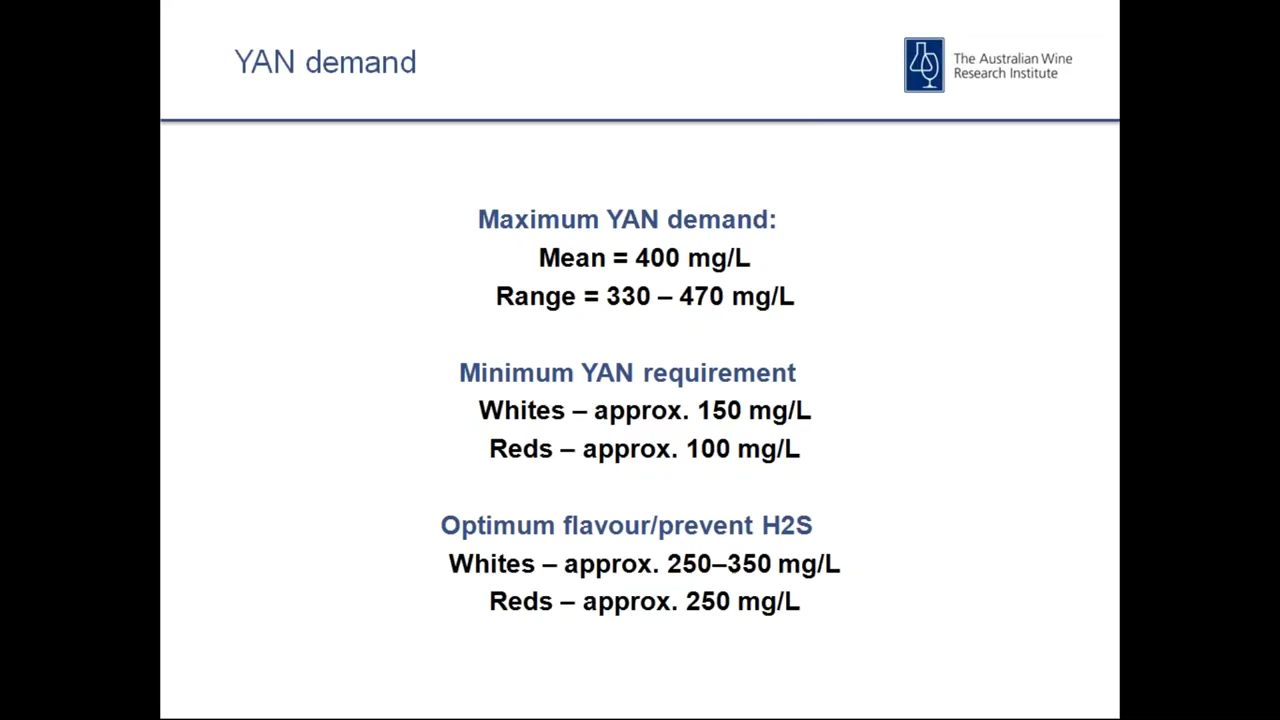 YAN demand
The Australian Wine
Research Institute
Maximum YAN demand:
Mean = 400 mg/L
Range = 330 – 470 mg/L
Minimum YAN requirement
Whites – approx. 150 mg/L
Reds – approx. 100 mg/L
Optimum flavour/prevent H2S
Whites – approx. 250–350 mg/L
Reds – approx. 250 mg/L